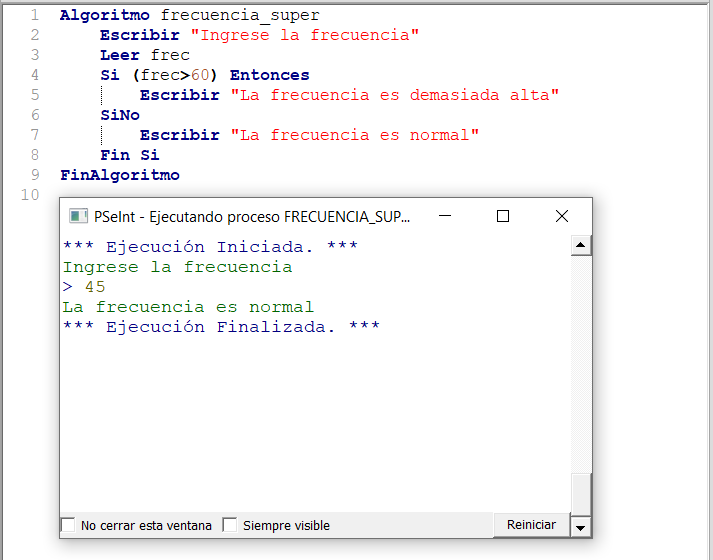 1 Algoritmo frecuencia_super
2 Escribir "Ingrese la frecuencia"
3 Leer frec
4 Si (frec>60) Entonces
5 Escribir "La frecuencia es demasiada alta"
6 SiNo
7 Escribir "La frecuencia es normal"
8 Fin Si
9 FinAlgoritmo
10
PSeInt - Ejecutando proceso FRECUENCIA_SUP...
*** Ejecución Iniciada. ***
Ingrese la frecuencia
> 45
La frecuencia es normal
*** Ejecución Finalizada. ***
No cerrar esta ventana Siempre visible Reiniciar